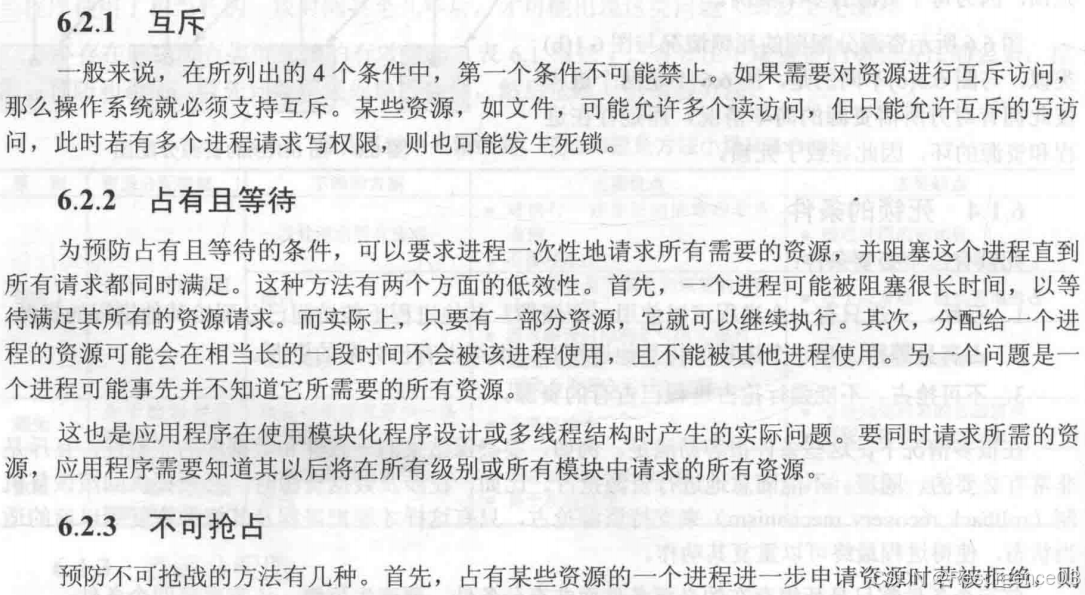 6.2.1 互斥
一般来说，在所列出的 4 个条件中，第一个条件不可能禁止。如果需要对资源进行互斥访问，
那么操作系统就必须支持互斥。某些资源，如文件，可能允许多个读访问，但只能允许互斥的写访
问，此时若有多个进程请求写权限，则也可能发生死锁。
6.2.2 占有且等待
为预防占有且等待的条件，可以要求进程一次性地请求所有需要的资源，并阻塞这个进程直到
所有请求都同时满足。这种方法有两个方面的低效性。首先，一个进程可能被阻塞很长时间，以等
待满足其所有的资源请求。而实际上，只要有一部分资源，它就可以继续执行。其次，分配给一个进
程的资源可能会在相当长的一段时间不会被该进程使用，且不能被其他进程使用。另一个问题是一
个进程可能事先并不知道它所需要的所有资源。
这也是应用程序在使用模块化程序设计或多线程结构时产生的实际问题。要同时请求所需的资
源，应用程序需要知道其以后将在所有级别或所有模块中请求的所有资源。
6.2.3 不可抢占
预防不可抢战的方法有几种。首先，占有某些资源的一个进程进一步申请资源时若被拒绝，则